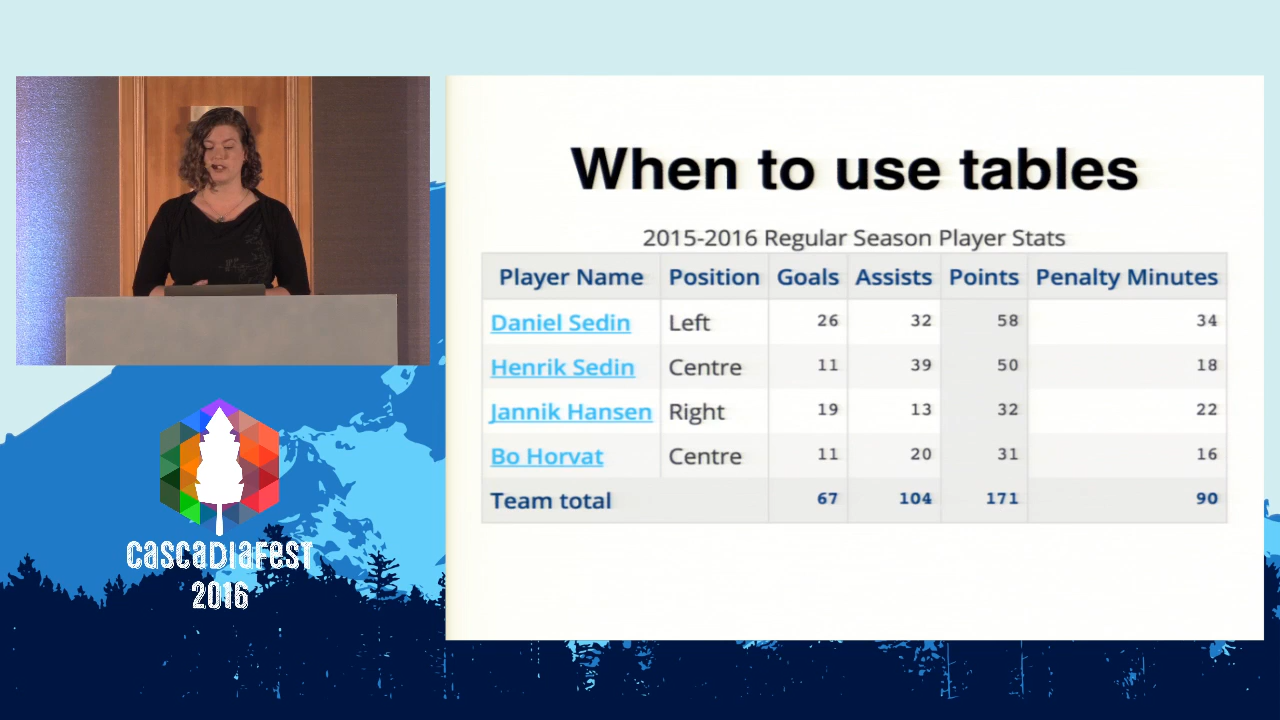 When to use tables
2015-2016 Regular Season Player Stats
Player Name Position Goals Assists Points Penalty Minutes
Daniel Sedin Left 26 32 58 34
Henrik Sedin Centre 11 39 50 18
Jannik Hansen Right 19 13 32 22
Bo Horvat Centre 11 20 31 16
Team total 67 104 171 90
CASCADIAFEST
2016